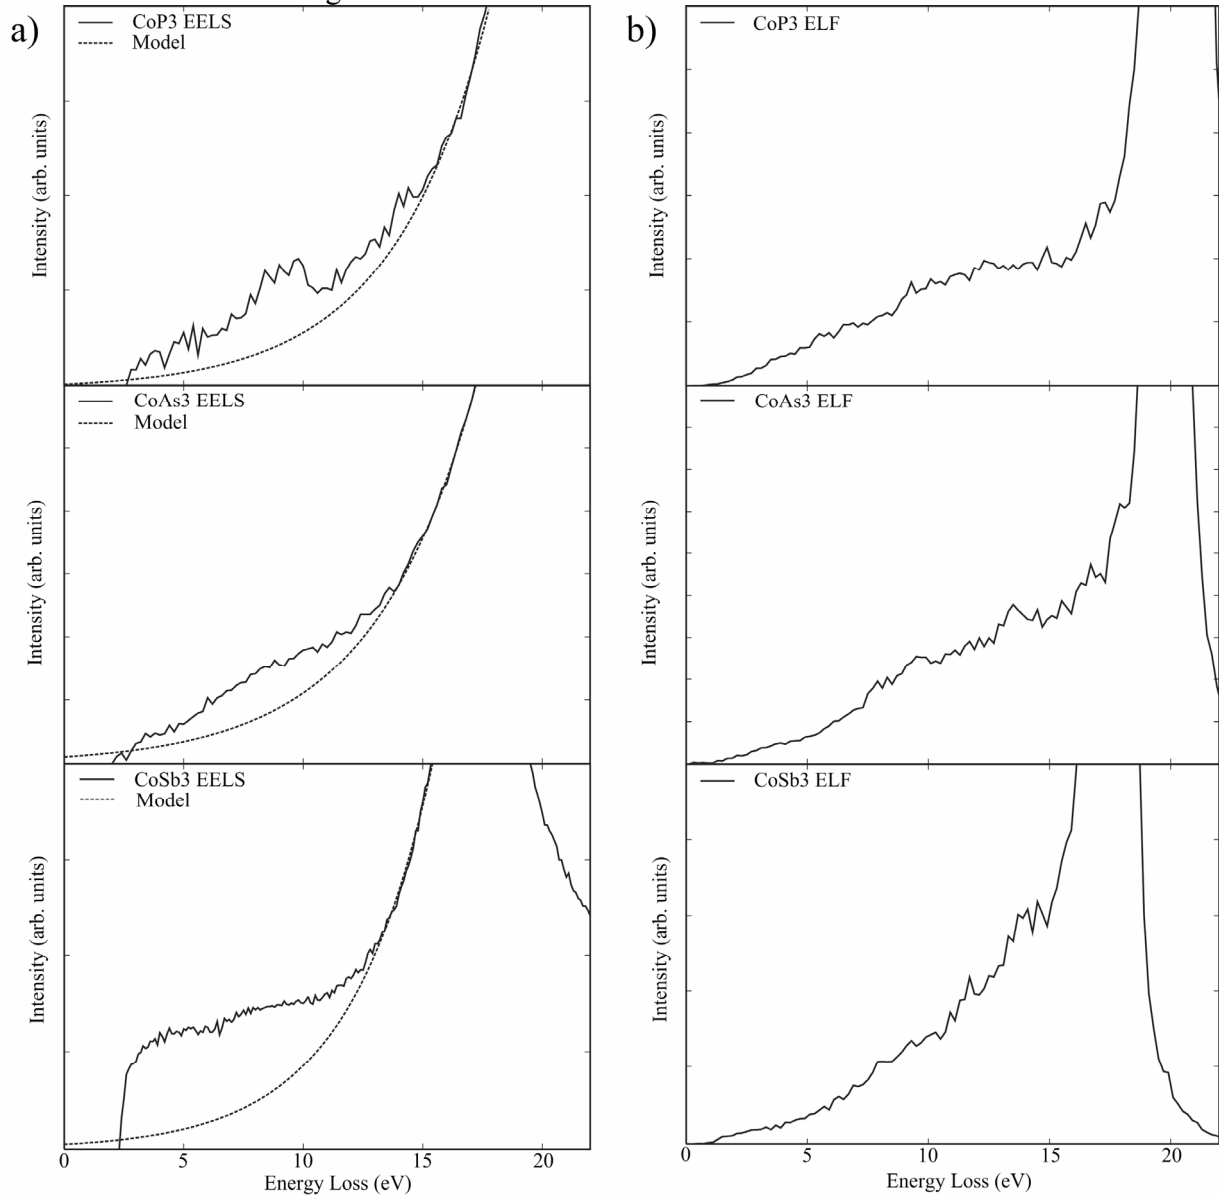 a)
CoP3 EELS
Model
Intensity (arb. units)
CoAs3 EELS
Model
Intensity (arb. units)
CoSb3 EELS
Model
Intensity (arb. units)
0 5 10 15 20
Energy Loss (eV)
b)
CoP3 ELF
Intensity (arb. units)
CoAs3 ELF
Intensity (arb. units)
CoSb3 ELF
Intensity (arb. units)
0 5 10 15 20
Energy Loss (eV)